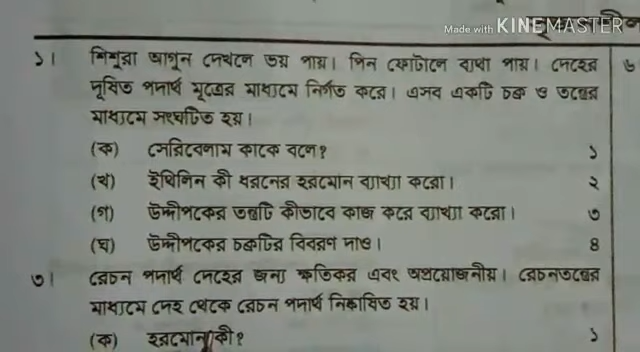 Made with KINEMASTER
১। শিশুরা আগুন দেখলে ভয় পায়। পিন ফোটালে ব্যথা পায়। দেহের ৬
দূষিত পদার্থ মূত্রের মাধ্যমে নির্গত করে। এসব একটি চক্র ও তন্ত্রের
মাধ্যমে সংঘটিত হয়।
(ক) সেরিবেলাম কাকে বলে? ১
(খ) ইথিলিন কী ধরনের হরমোন ব্যাখ্যা করো। ২
(গ) উদ্দীপকের তন্ত্রটি কীভাবে কাজ করে ব্যাখ্যা করো। ৩
(ঘ) উদ্দীপকের চক্রটির বিবরণ দাও। ৪
৩। রেচন পদার্থ দেহের জন্য ক্ষতিকর এবং অপ্রয়োজনীয়। রেচনতন্ত্রের
মাধ্যমে দেহ থেকে রেচন পদার্থ নিষ্কাষিত হয়।
(ক) হরমোন কী? ১